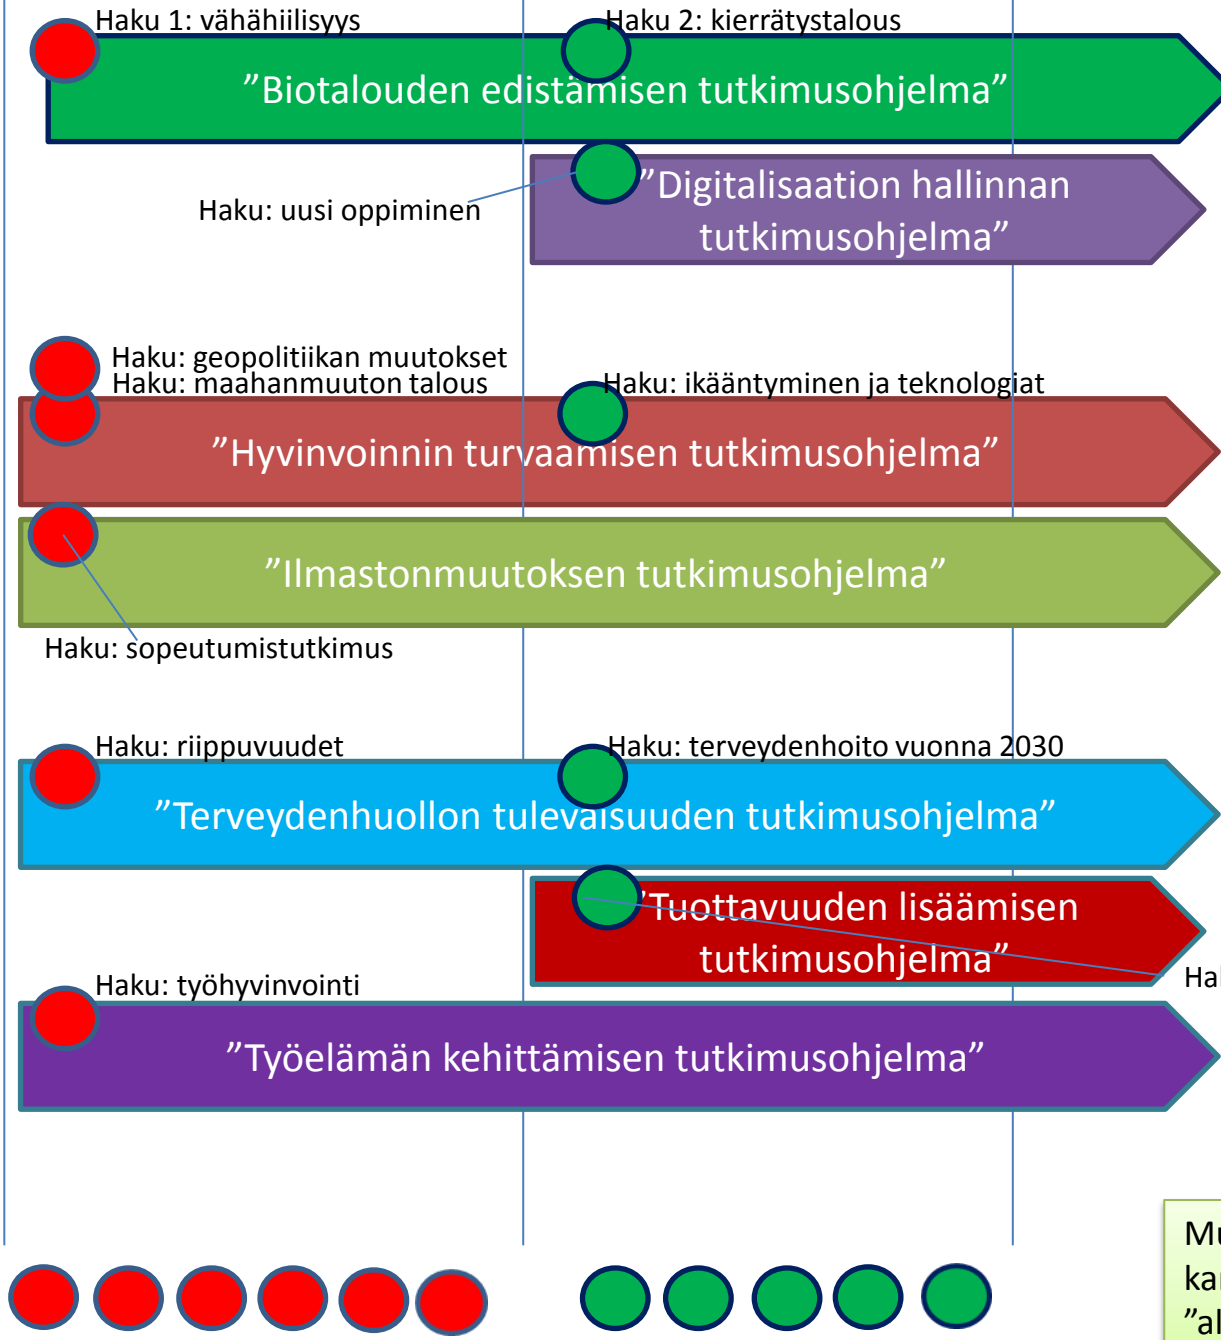 Haku 1: vähähiilisyys
Haku 2: kierrätystalous
”Biotalouden edistämisen tutkimusohjelma”
”Digitalisaation hallinnan
tutkimusohjelma”
Haku: uusi oppiminen
Haku: geopolitiikan muutokset
Haku: maahanmuuton talous
Haku: ikääntyminen ja teknologiat
”Hyvinvoinnin turvaamisen tutkimusohjelma”
”Ilmastonmuutoksen tutkimusohjelma”
Haku: sopeutumistutkimus
Haku: riippuvuudet
Haku: terveydenhoito vuonna 2030
”Terveydenhuollon tulevaisuuden tutkimusohjelma”
”Tuottavuuden lisäämisen
tutkimusohjelma”
Haku: työhyvinvointi
”Työelämän kehittämisen tutkimusohjelma”